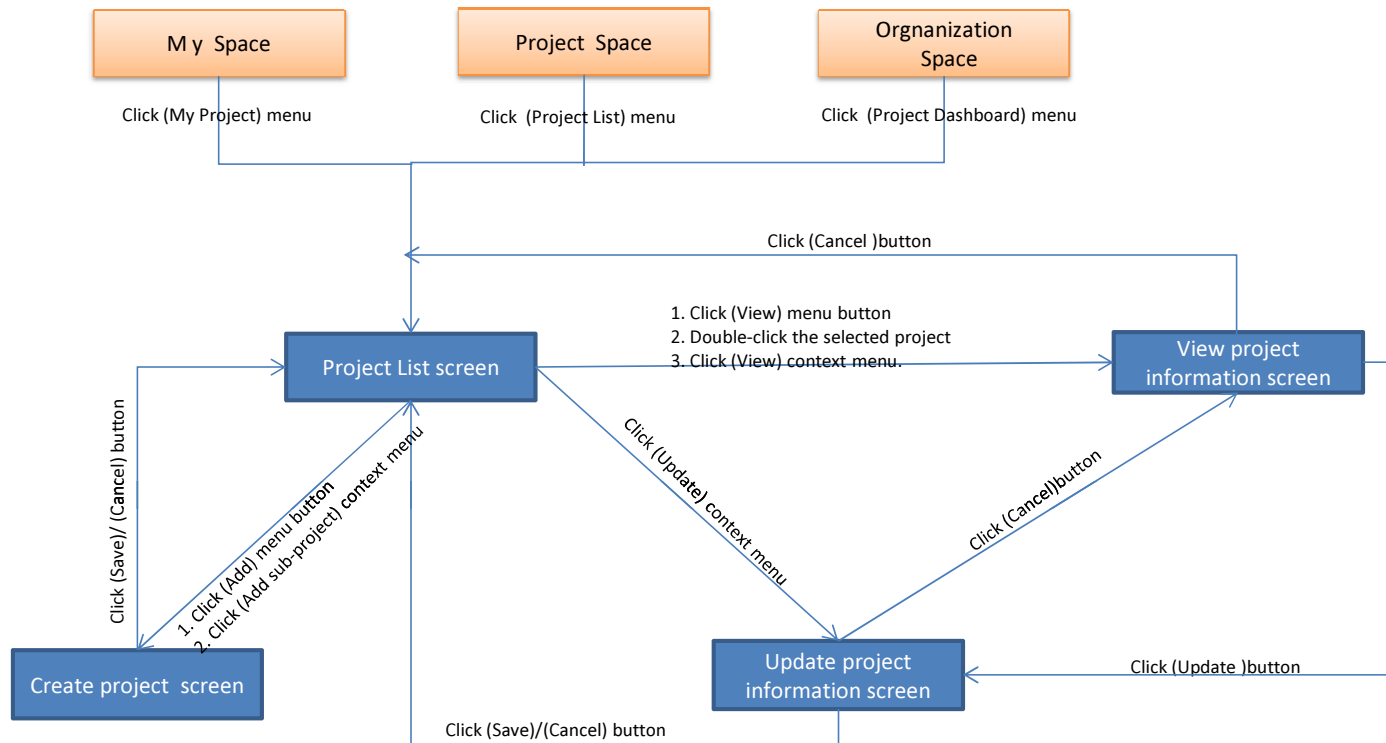 M y Space
Project Space
Orgnanization
Space
Click (My Project) menu
Click (Project List) menu
Click (Project Dashboard) menu
Click (Cancel )button
1. Click (View) menu button
2. Double-click the selected project
3. Click (View) context menu.
Project List screen
View project
information screen
Click (Save)/ (Cancel) button
1. Click (Add) menu button
2. Click (Add sub-project) context menu
Click (Update) context menu
Click (Cancel)button
Create project screen
Update project
information screen
Click (Update )button
Click (Save)/(Cancel) button